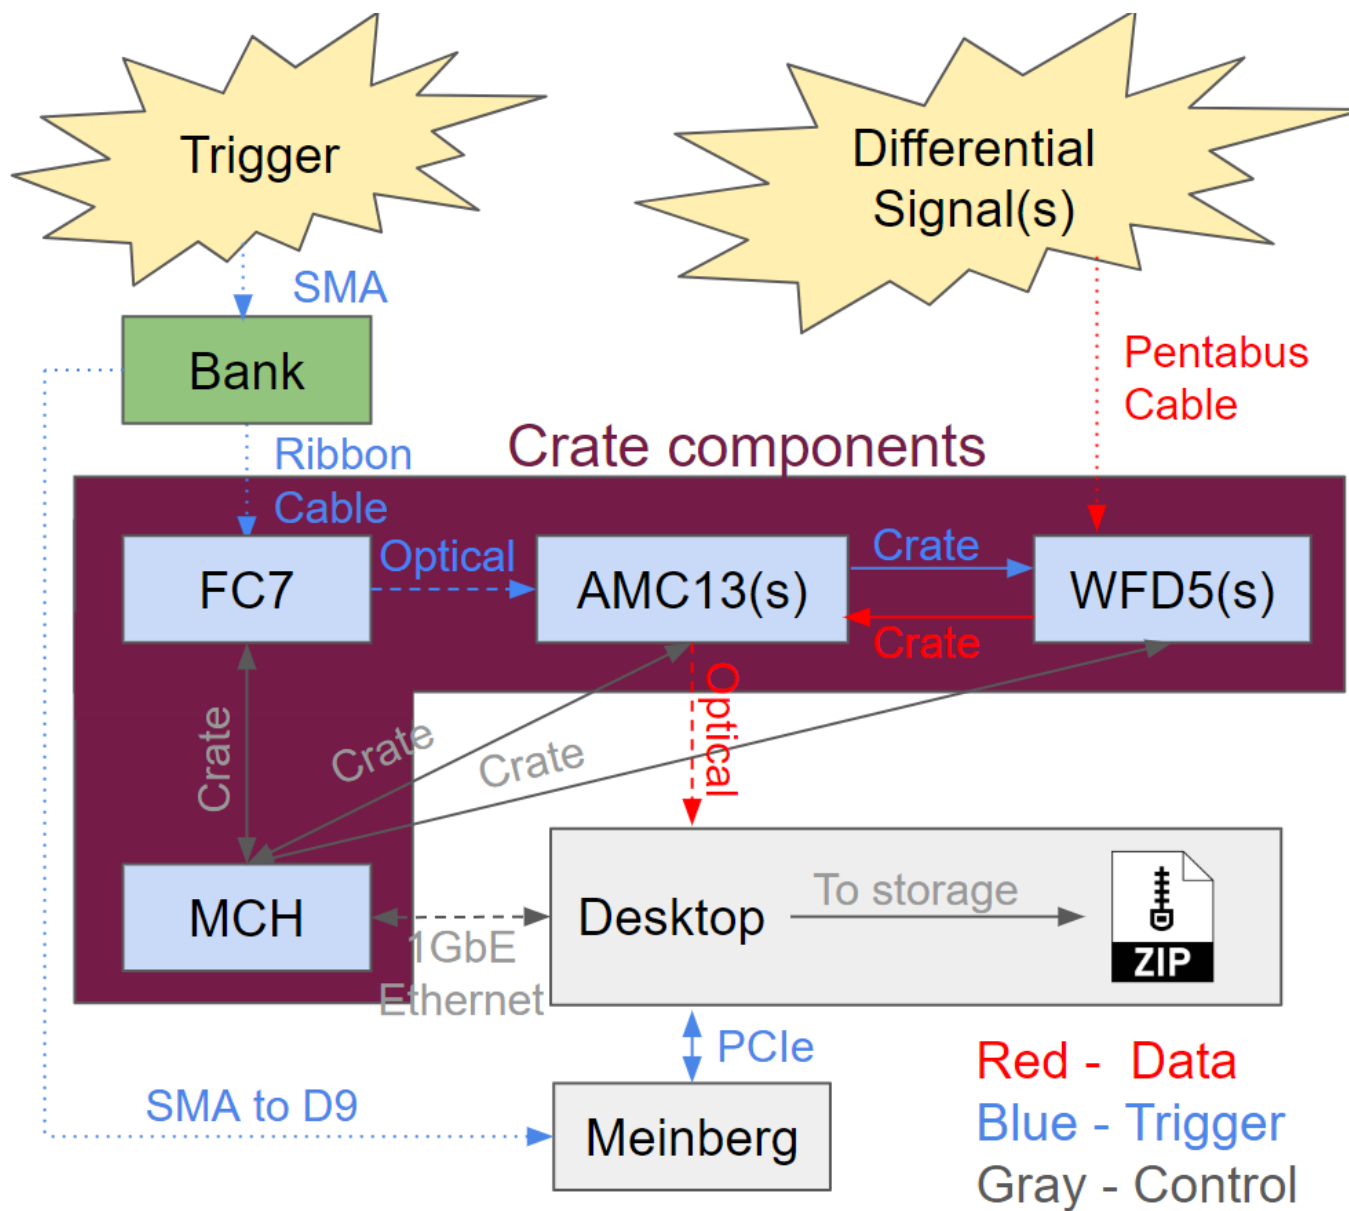 Trigger
Differential
Signal(s)
SMA
Bank
Pentabus
Cable
Ribbon
Cable
Crate components
FC7
Optical
AMC13(s)
Crate
Crate
WFD5(s)
Optical
Crate
Crate
Crate
MCH
1GbE
Ethernet
Desktop
To storage
ZIP
PCIe
SMA to D9
Meinberg
Red - Data
Blue - Trigger
Gray - Control